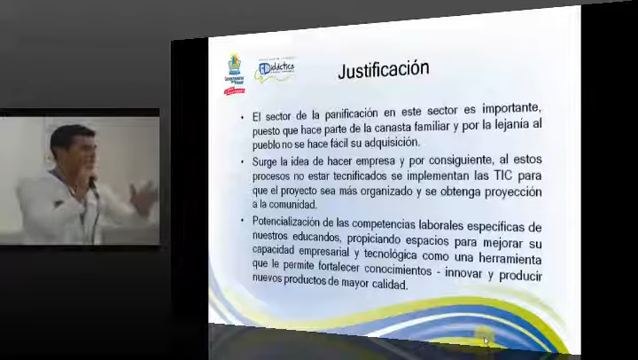 Didáctica
Justificación
• El sector de la panificación en este sector es importante,
puesto que hace parte de la canasta familiar y por la lejanía al
pueblo no se hace fácil su adquisición.
• Surge la idea de hacer empresa y por consiguiente, al estos
procesos no estar tecnificados se implementan las TIC para
que el proyecto sea más organizado y se obtenga proyección
a la comunidad.
• Potencialización de las competencias laborales específicas de
nuestros educandos, propiciando espacios para mejorar su
capacidad empresarial y tecnológica como una herramienta
que le permite fortalecer conocimientos - innovar y producir
nuevos productos de mayor calidad.